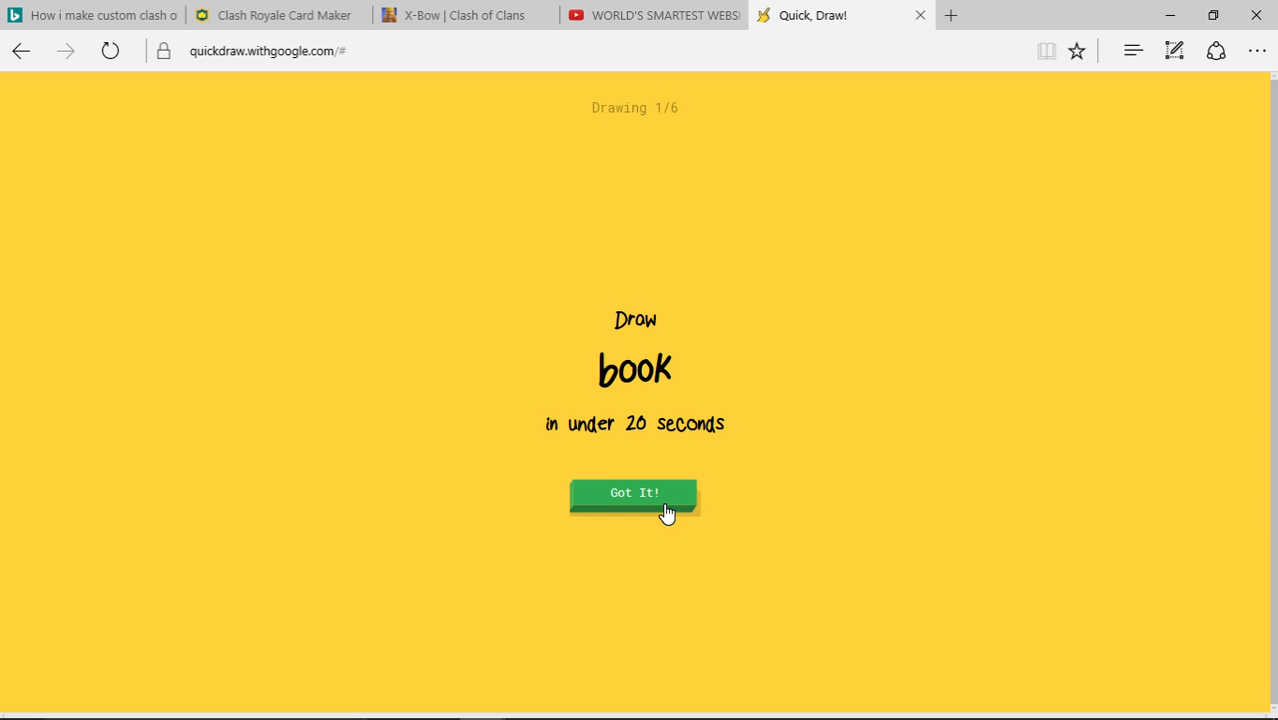 How i make custom clash o
Clash Royale Card Maker
X-Bow | Clash of Clans
WORLD'S SMARTEST WEBSI
Quick, Draw!
quickdraw.withgoogle.com/#
Drawing 1/6
Draw
book
in under 20 seconds
Got It!